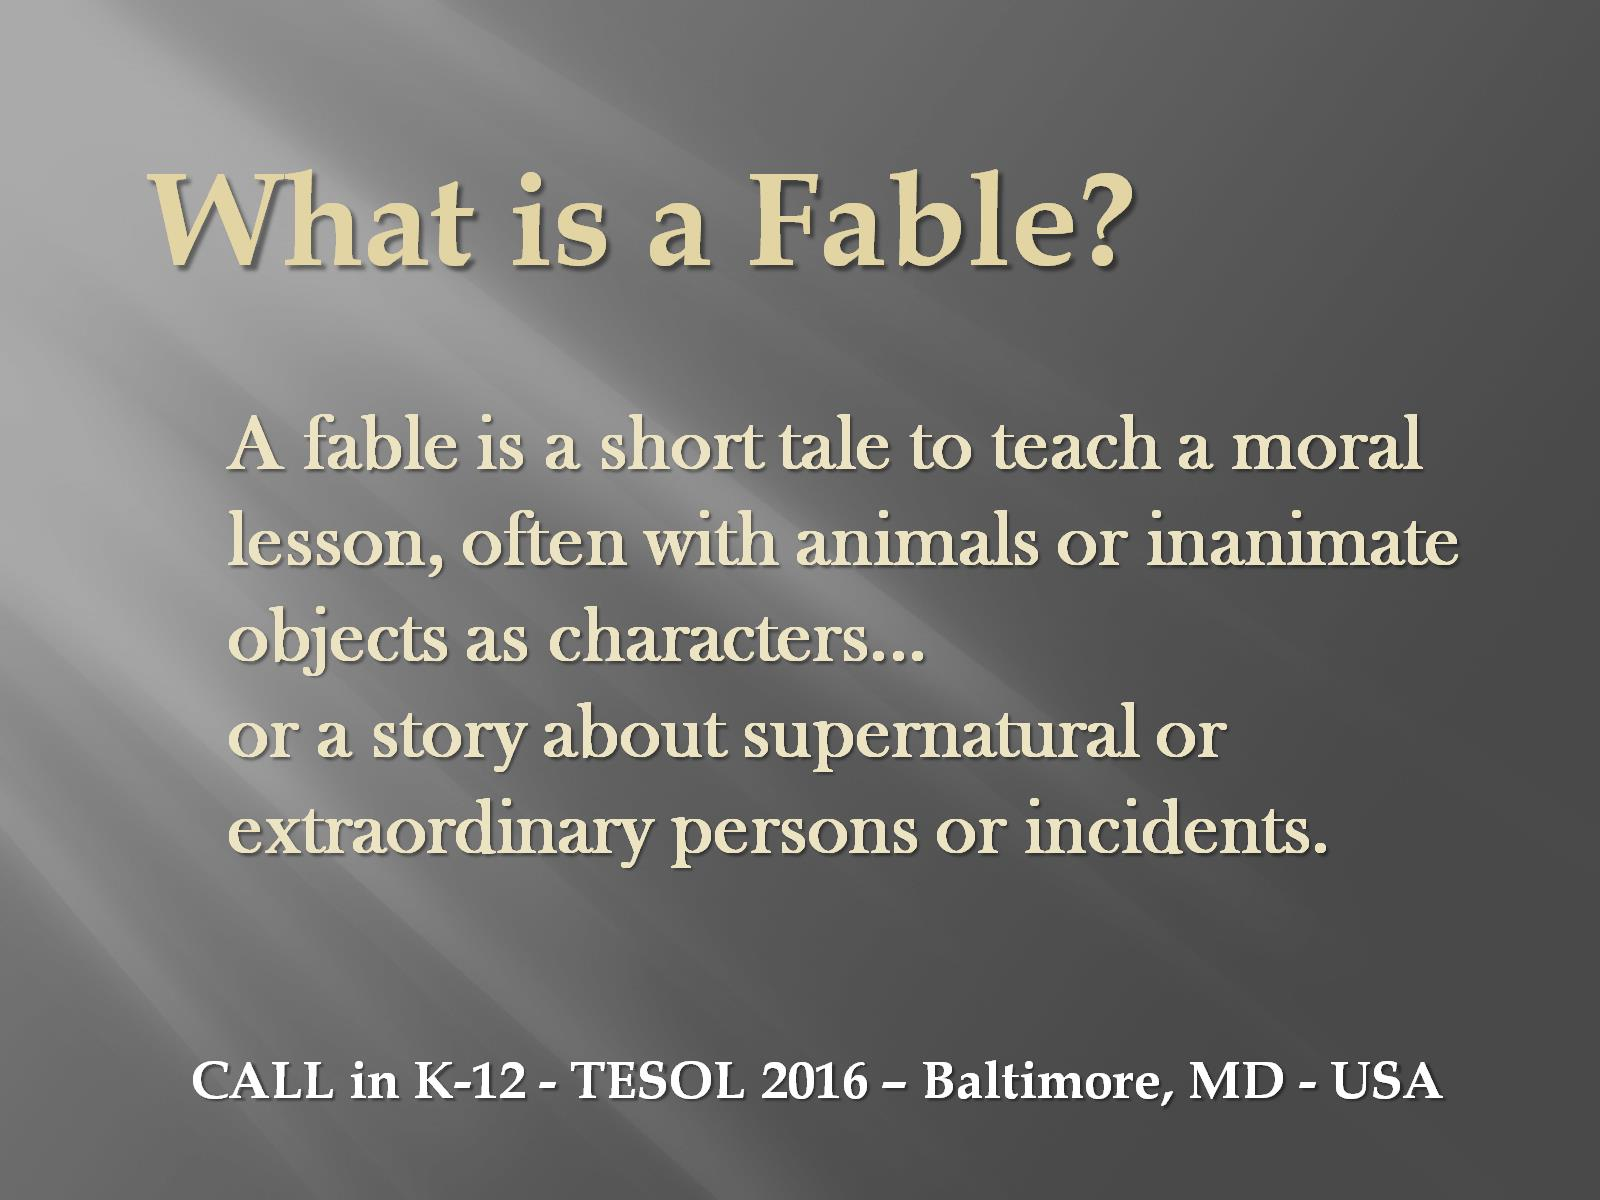 What is a Fable?
A fable is a short tale to teach a moral
lesson, often with animals or inanimate
objects as characters...
or a story about supernatural or
extraordinary persons or incidents.
CALL in K-12 - TESOL 2016 – Baltimore, MD - USA